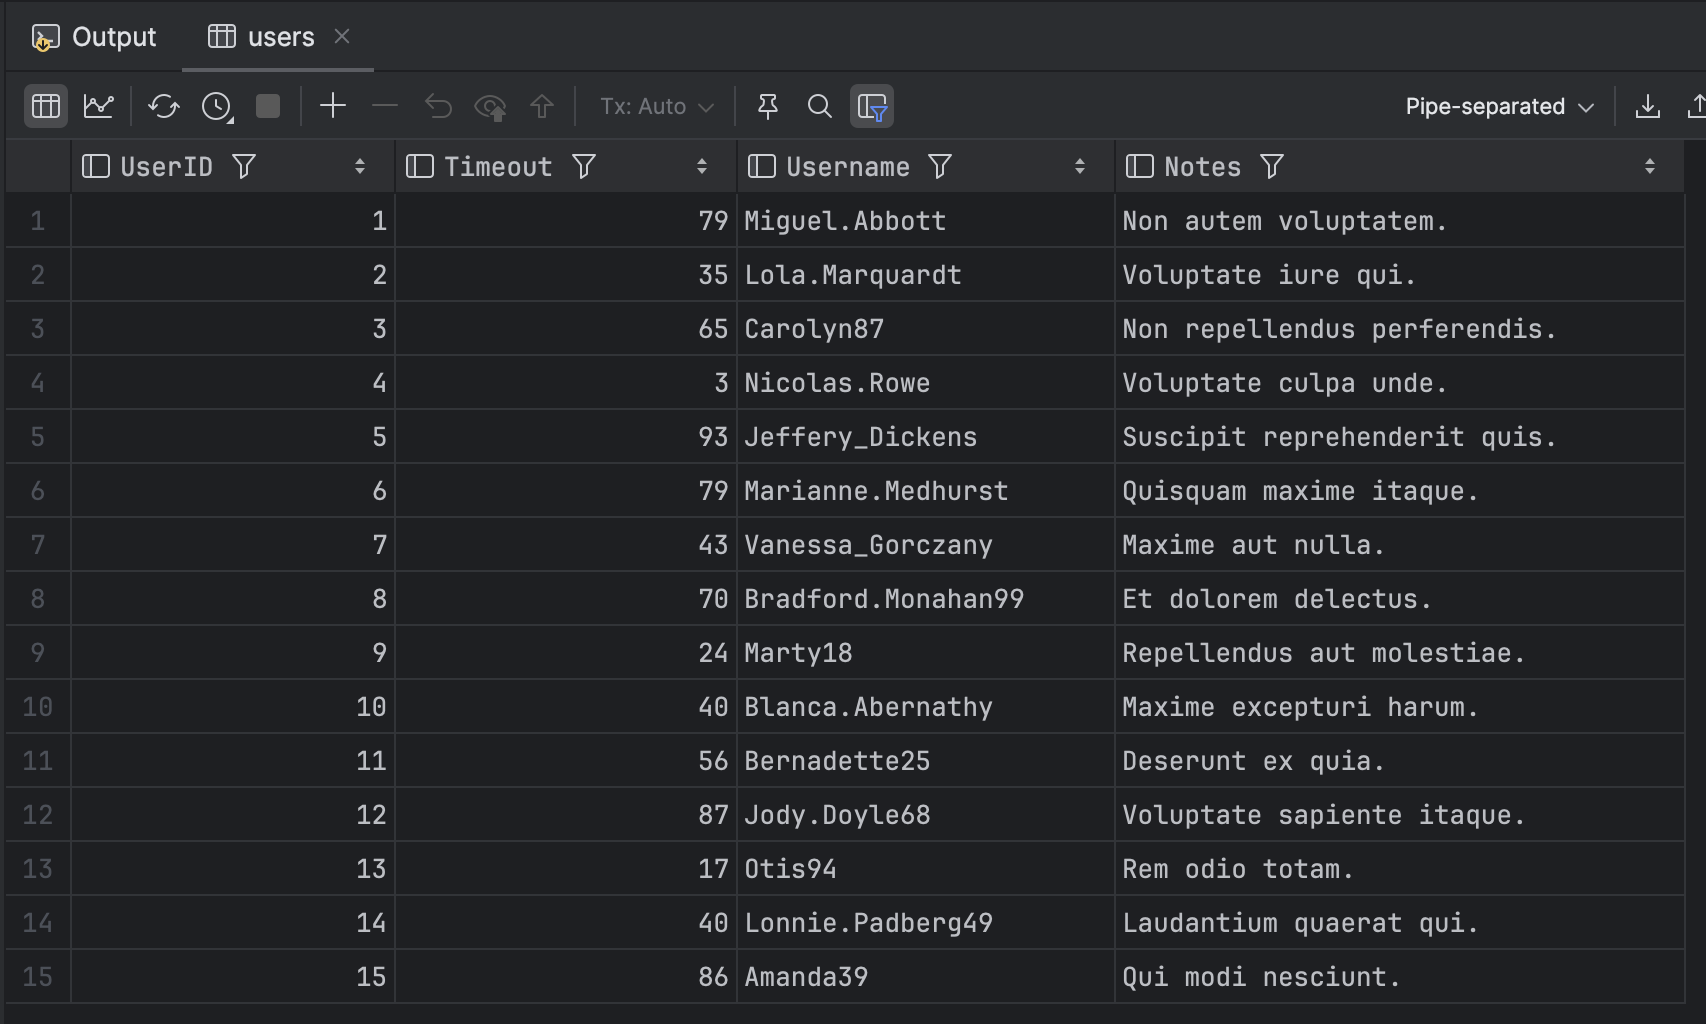 Output users
Tx: Auto Pipe-separated
UserID Timeout Username Notes
1 1 79 Miguel.Abbott Non autem voluptatem.
2 2 35 Lola.Marquardt Voluptate iure qui.
3 3 65 Carolyn87 Non repellendus perferendis.
4 4 3 Nicolas.Rowe Voluptate culpa unde.
5 5 93 Jeffery_Dickens Suscipit reprehenderit quis.
6 6 79 Marianne.Medhurst Quisquam maxime itaque.
7 7 43 Vanessa_Gorczany Maxime aut nulla.
8 8 70 Bradford.Monahan99 Et dolorem delectus.
9 9 24 Marty18 Repellendus aut molestiae.
10 10 40 Blanca.Abernathy Maxime excepturi harum.
11 11 56 Bernadette25 Deserunt ex quia.
12 12 87 Jody.Doyle68 Voluptate sapiente itaque.
13 13 17 Otis94 Rem odio totam.
14 14 40 Lonnie.Padberg49 Laudantium quaerat qui.
15 15 86 Amanda39 Qui modi nesciunt.